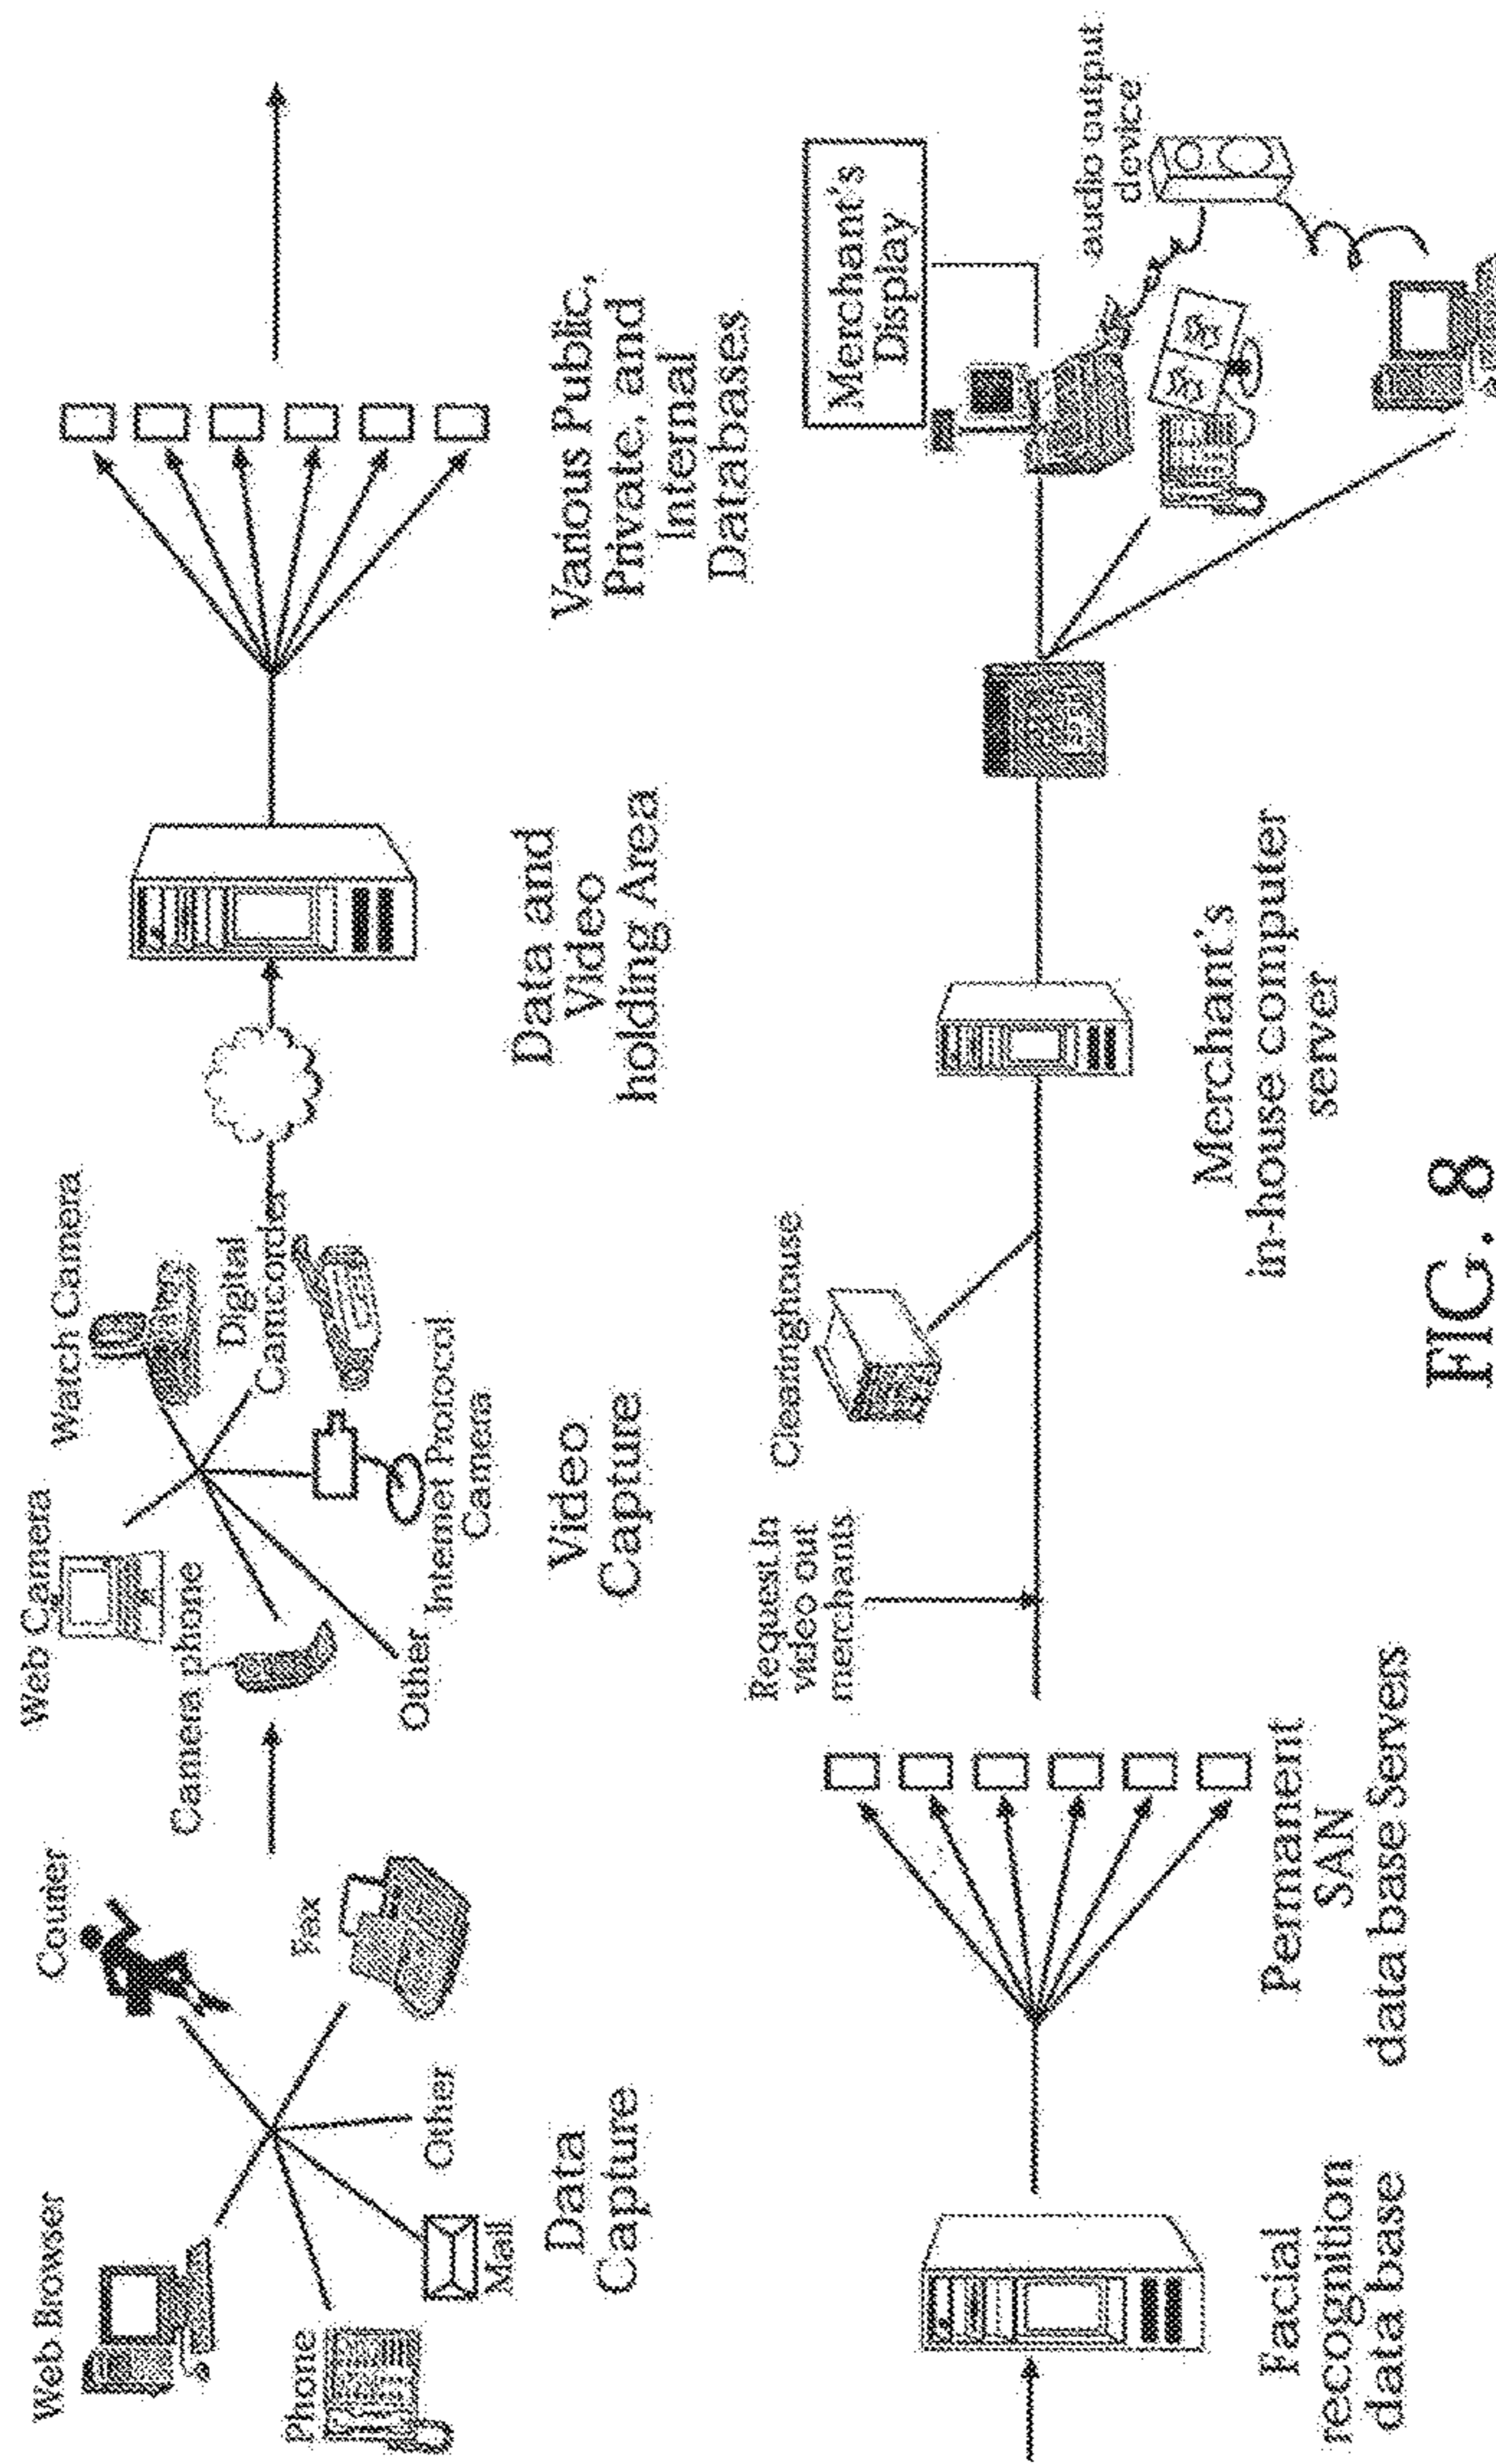 Web Browser
Courier
Phone
Fax
Mail
Other
Data
Capture
Web Camera
Watch Camera
Camera phone
Digital
Camcorder
Other
Internet Protocol
Camera
Video
Capture
Data and
Video
holding Area
Various Public,
Private, and
Internal
Databases
Facial
recognition
data base
Permanent
SAN
data base Servers
Request in
video out
merchants
Clearinghouse
Merchant's
in-house computer
server
Merchant's
Display
audio output
device
FIG. 8